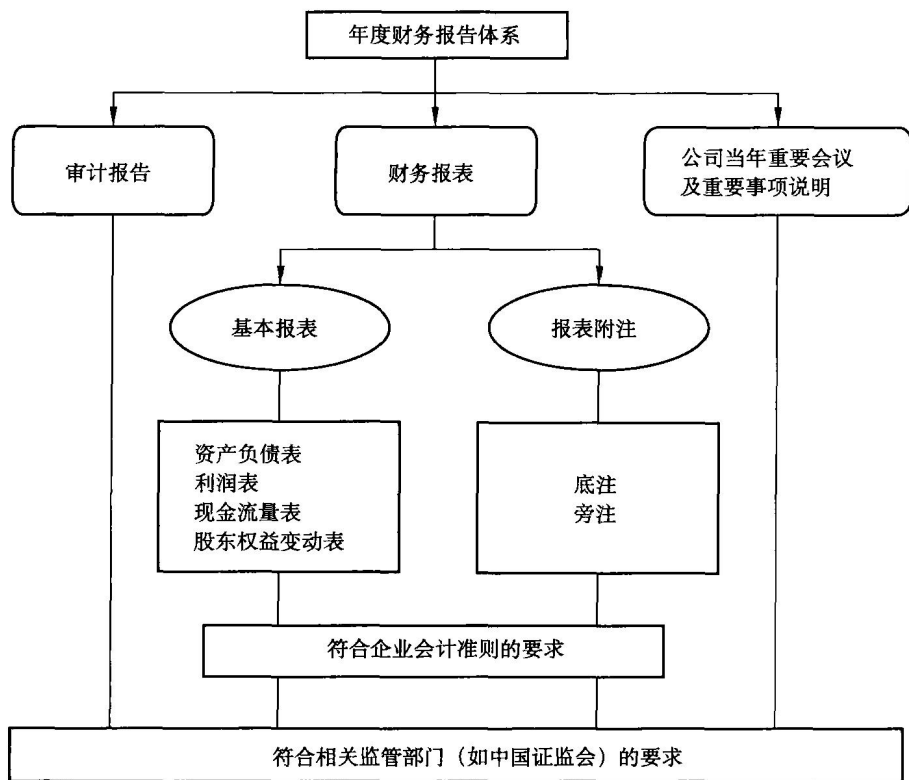 年度财务报告体系
审计报告
财务报表
公司当年重要会议
及重要事项说明
基本报表
报表附注
资产负债表
利润表
现金流量表
股东权益变动表
底注
旁注
符合企业会计准则的要求
符合相关监管部门（如中国证监会）的要求